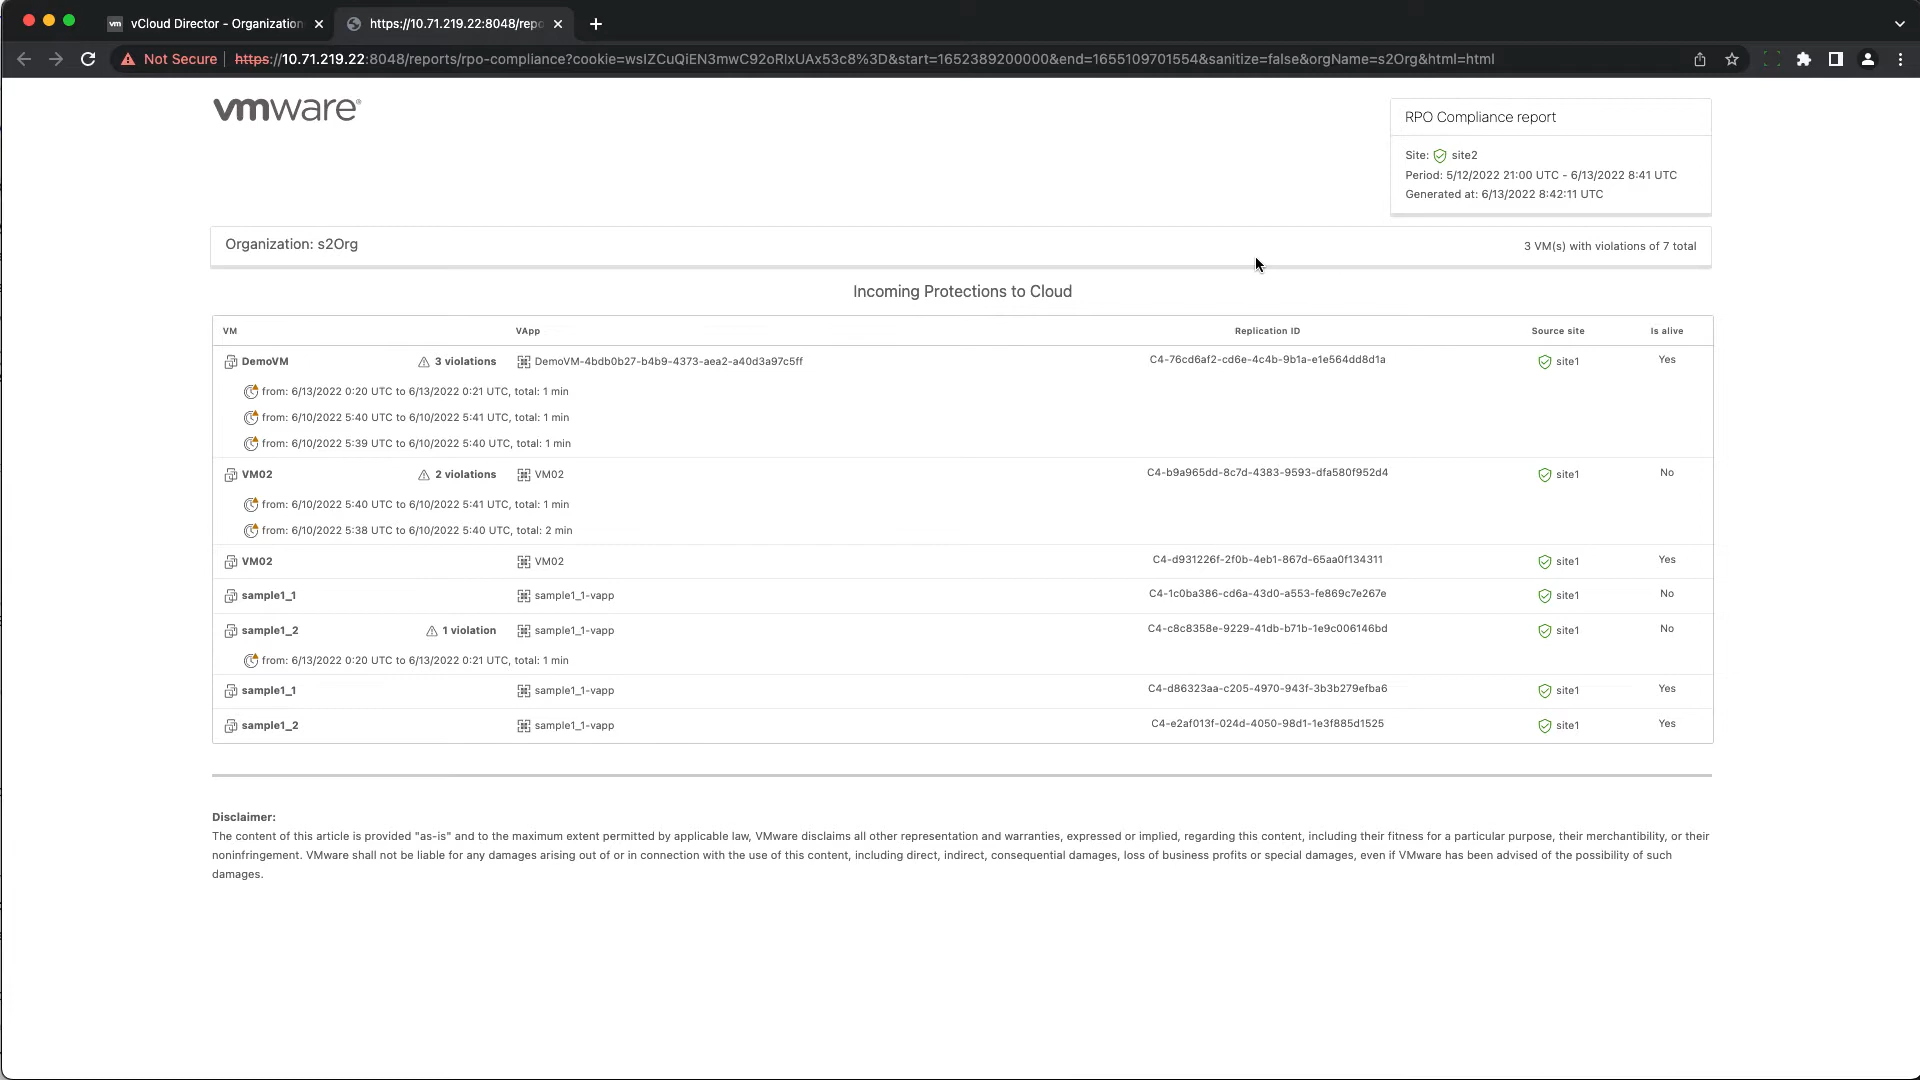 vm vCloud Director - Organization
https://10.71.219.22:8048/repo
Not Secure https://10.71.219.22:8048/reports/rpo-compliance?cookie=wsIZCuQiEN3mwC92oRIxUAx53c8%3D&start=1652389200000&end=1655109701554&sanitize=false&orgName=s2Org&html=html
vmware®
RPO Compliance report
Site: site2
Period: 5/12/2022 21:00 UTC - 6/13/2022 8:41 UTC
Generated at: 6/13/2022 8:42:11 UTC
Organization: s2Org 3 VM(s) with violations of 7 total
Incoming Protections to Cloud
VM VApp Replication ID Source site Is alive
DemoVM 3 violations DemoVM-4bdb0b27-b4b9-4373-aea2-a40d3a97c5ff C4-76cd6af2-cd6e-4c4b-9b1a-e1e564dd8d1a site1 Yes
from: 6/13/2022 0:20 UTC to 6/13/2022 0:21 UTC, total: 1 min
from: 6/10/2022 5:40 UTC to 6/10/2022 5:41 UTC, total: 1 min
from: 6/10/2022 5:39 UTC to 6/10/2022 5:40 UTC, total: 1 min
VM02 2 violations VM02 C4-b9a965dd-8c7d-4383-9593-dfa580f952d4 site1 No
from: 6/10/2022 5:40 UTC to 6/10/2022 5:41 UTC, total: 1 min
from: 6/10/2022 5:38 UTC to 6/10/2022 5:40 UTC, total: 2 min
VM02 VM02 C4-d931226f-2f0b-4eb1-867d-65aa0f134311 site1 Yes
sample1_1 sample1_1-vapp C4-1c0ba386-cd6a-43d0-a553-fe869c7e267e site1 No
sample1_2 1 violation sample1_1-vapp C4-c8c8358e-9229-41db-b71b-1e9c006146bd site1 No
from: 6/13/2022 0:20 UTC to 6/13/2022 0:21 UTC, total: 1 min
sample1_1 sample1_1-vapp C4-d86323aa-c205-4970-943f-3b3b279efba6 site1 Yes
sample1_2 sample1_1-vapp C4-e2af013f-024d-4050-98d1-1e3f885d1525 site1 Yes
Disclaimer:
The content of this article is provided "as-is" and to the maximum extent permitted by applicable law, VMware disclaims all other representation and warranties, expressed or implied, regarding this content, including their fitness for a particular purpose, their merchantibility, or their
noninfringement. VMware shall not be liable for any damages arising out of or in connection with the use of this content, including direct, indirect, consequential damages, loss of business profits or special damages, even if VMware has been advised of the possibility of such
damages.